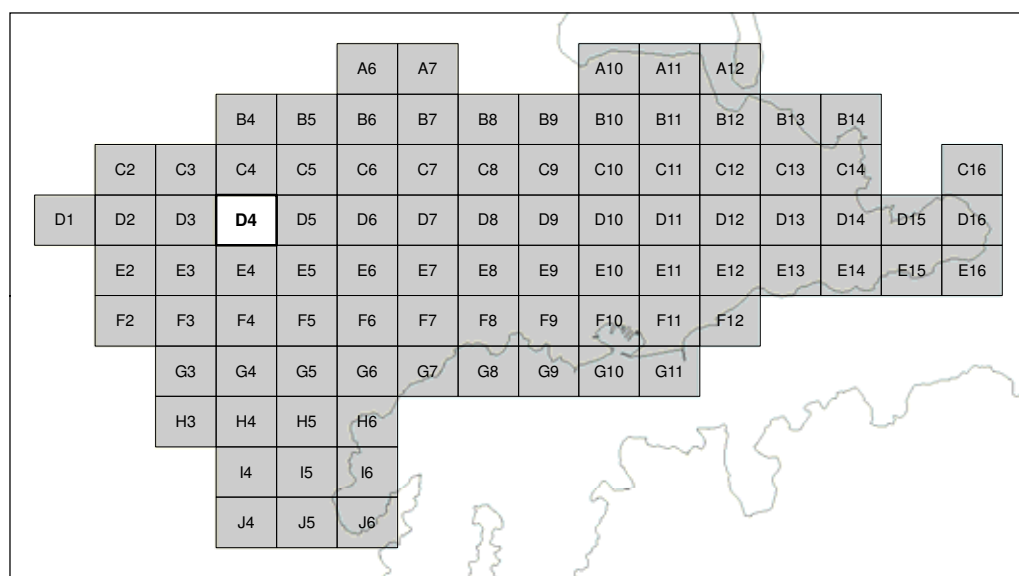 A6 A7 A10 A11 A12
B4 B5 B6 B7 B8 B9 B10 B11 B12 B13 B14
C2 C3 C4 C5 C6 C7 C8 C9 C10 C11 C12 C13 C14 C16
D1 D2 D3 D4 D5 D6 D7 D8 D9 D10 D11 D12 D13 D14 D15 D16
E2 E3 E4 E5 E6 E7 E8 E9 E10 E11 E12 E13 E14 E15 E16
F2 F3 F4 F5 F6 F7 F8 F9 F10 F11 F12
G3 G4 G5 G6 G7 G8 G9 G10 G11
H3 H4 H5 H6
I4 I5 I6
J4 J5 J6